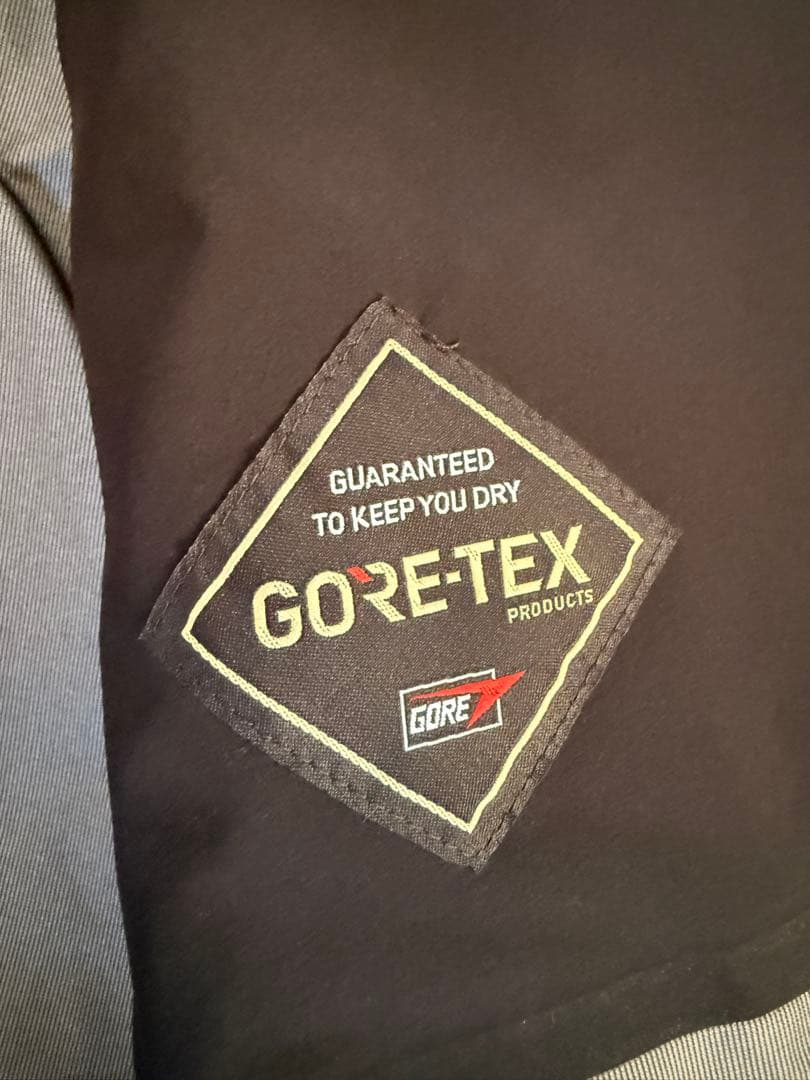 GUARANTEED
TO KEEP YOU DRY
GORE-TEX
PRODUCTS
GORE